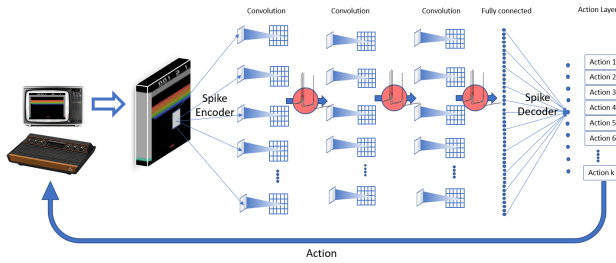 Convolution
Convolution
Convolution
Fully connected
Action Layer
Spike
Encoder
Spike
Decoder
Action 1
Action 2
Action 3
Action 4
Action 5
Action 6
Action k
Action